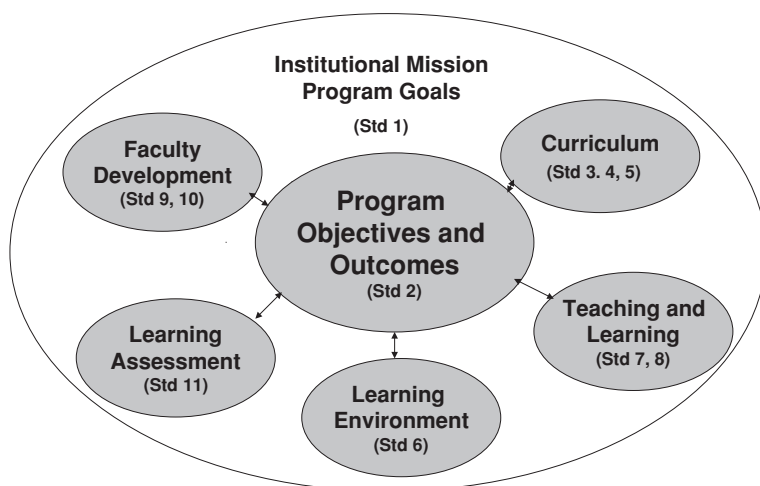 Institutional Mission
Program Goals
(Std 1)
Faculty
Development
(Std 9, 10)
Curriculum
(Std 3. 4, 5)
Program
Objectives and
Outcomes
(Std 2)
Teaching and
Learning
(Std 7, 8)
Learning
Assessment
(Std 11)
Learning
Environment
(Std 6)